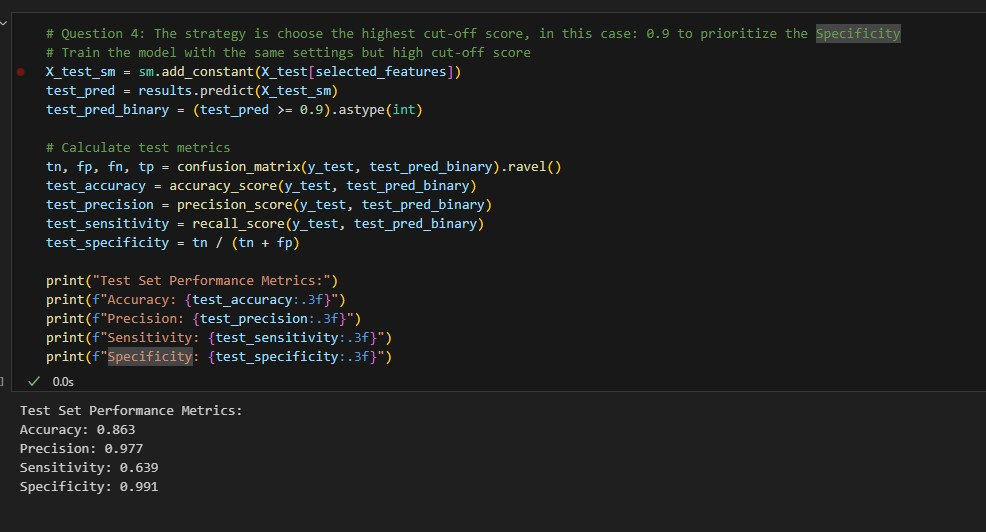 # Question 4: The strategy is choose the highest cut-off score, in this case: 0.9 to prioritize the Specificity
# Train the model with the same settings but high cut-off score
X_test_sm = sm.add_constant(X_test[selected_features])
test_pred = results.predict(X_test_sm)
test_pred_binary = (test_pred >= 0.9).astype(int)
# Calculate test metrics
tn, fp, fn, tp = confusion_matrix(y_test, test_pred_binary).ravel()
test_accuracy = accuracy_score(y_test, test_pred_binary)
test_precision = precision_score(y_test, test_pred_binary)
test_sensitivity = recall_score(y_test, test_pred_binary)
test_specificity = tn / (tn + fp)
print("Test Set Performance Metrics:")
print(f"Accuracy: {test_accuracy:.3f}")
print(f"Precision: {test_precision:.3f}")
print(f"Sensitivity: {test_sensitivity:.3f}")
print(f"Specificity: {test_specificity:.3f}")
] ✓ 0.0s
Test Set Performance Metrics:
Accuracy: 0.863
Precision: 0.977
Sensitivity: 0.639
Specificity: 0.991